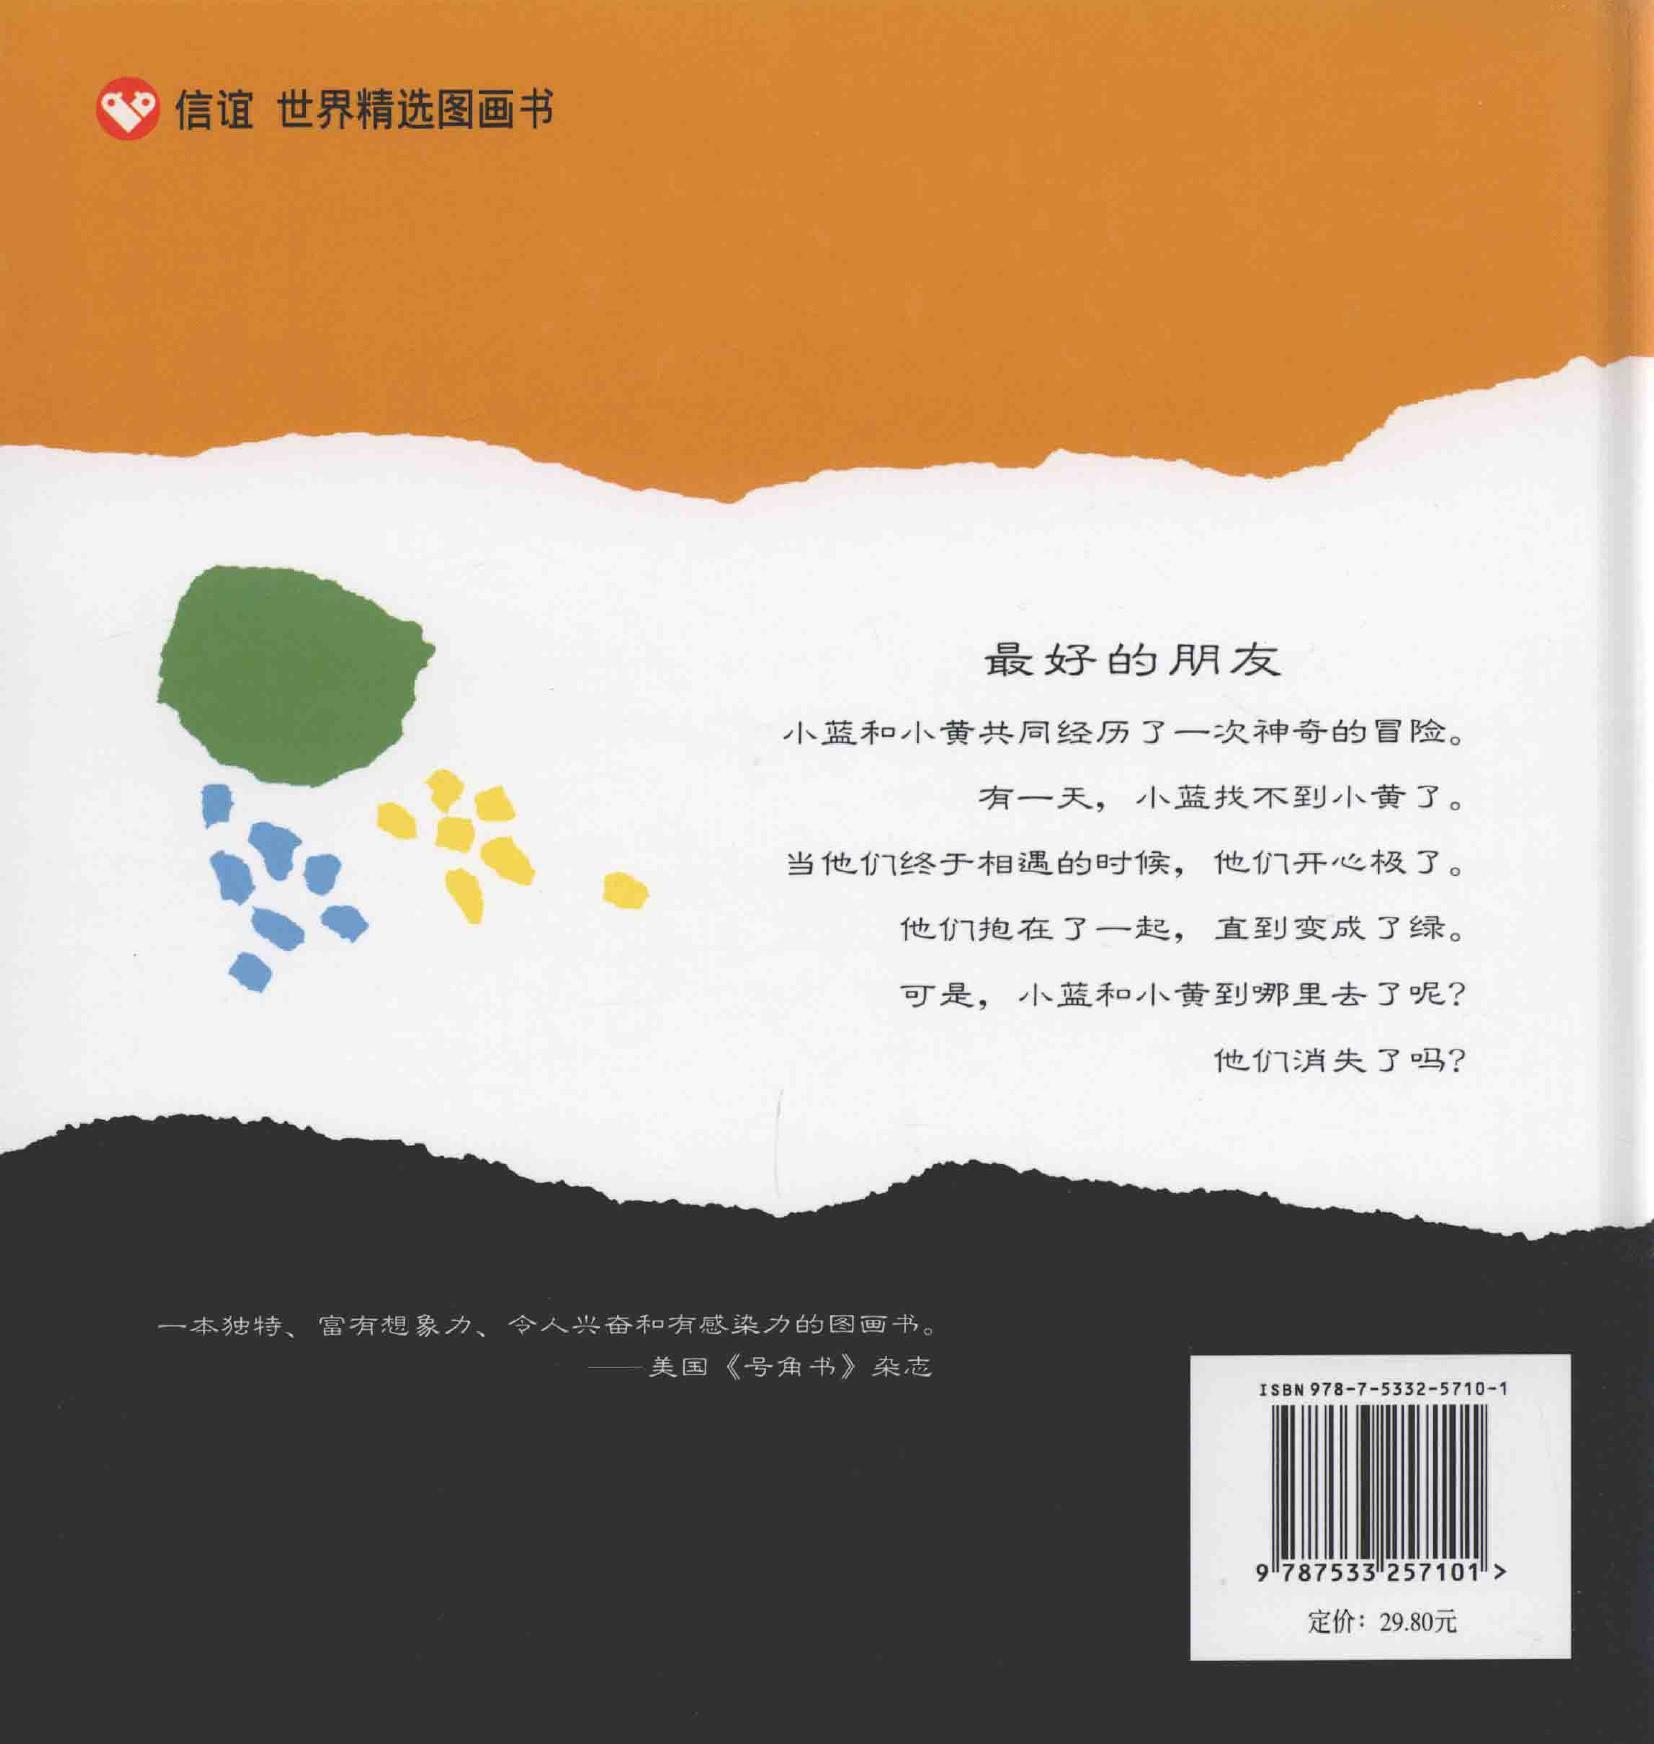 信谊 世界精选图画书
最好的朋友
小蓝和小黄共同经历了一次神奇的冒险。
有一天，小蓝找不到小黄了。
当他们终于相遇的时候，他们开心极了。
他们抱在了一起，直到变成了绿。
可是，小蓝和小黄到哪里去了呢？
他们消失了吗？
一本独特、富有想象力、令人兴奋和有感染力的图画书。
——美国《号角书》杂志
ISBN 978-7-5332-5710-1
9 787533 257101 >
定价：29.80元